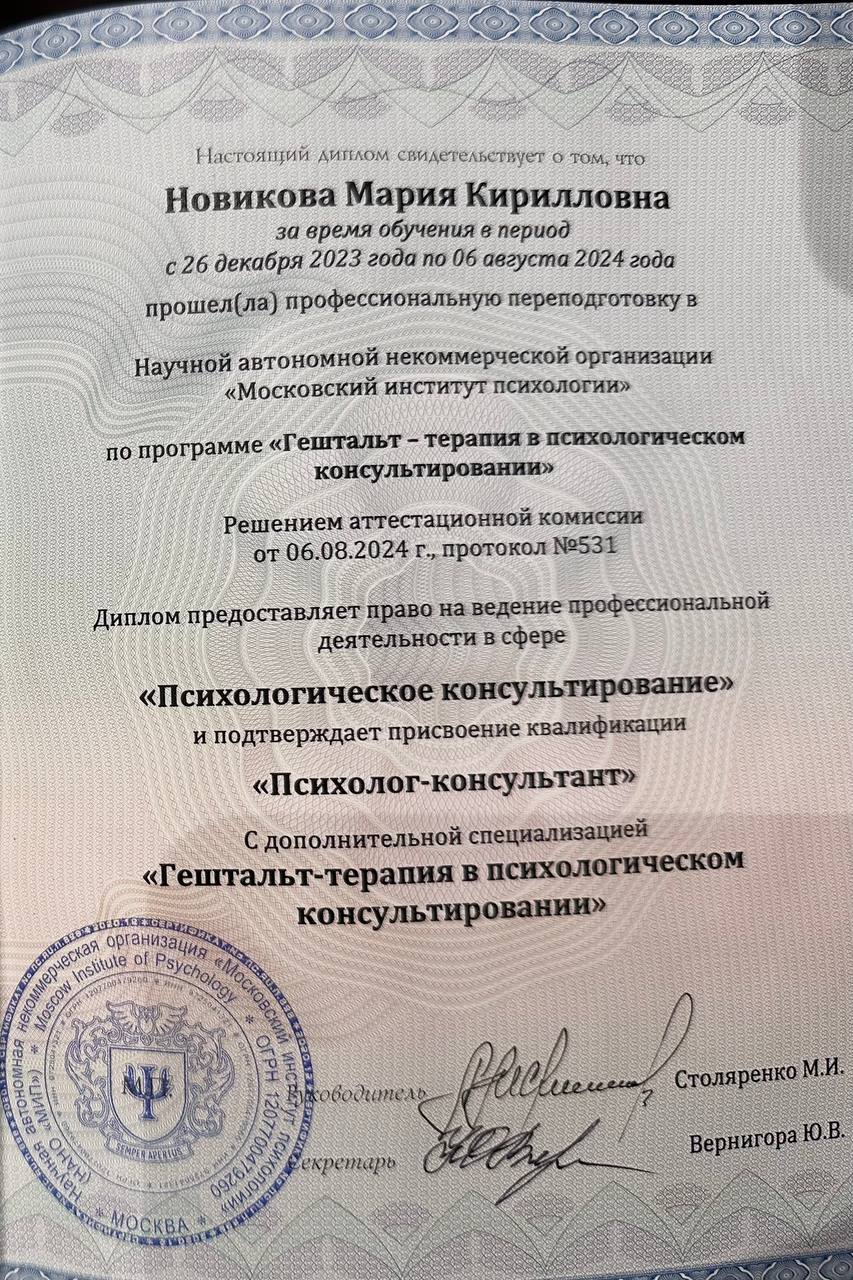 Настоящий диплом свидетельствует о том, что
Новикова Мария Кирилловна
за время обучения в период
с 26 декабря 2023 года по 06 августа 2024 года
прошел(ла) профессиональную переподготовку в
Научной автономной некоммерческой организации
«Московский институт психологии»
по программе «Гештальт – терапия в психологическом
консультировании»
Решением аттестационной комиссии
от 06.08.2024 г., протокол №531
Диплом предоставляет право на ведение профессиональной
деятельности в сфере
«Психологическое консультирование»
и подтверждает присвоение квалификации
«Психолог-консультант»
С дополнительной специализацией
«Гештальт-терапия в психологическом
консультировании»
Руководитель
Столяренко М.И.
Секретарь
Вернигора Ю.В.
Научная автономная некоммерческая организация «Московский институт психологии» * ОГРН 1207700479260
(НАНО «МИП») * Moscow Institute of Psychology *
SEMPER APERTUS
* МОСКВА *